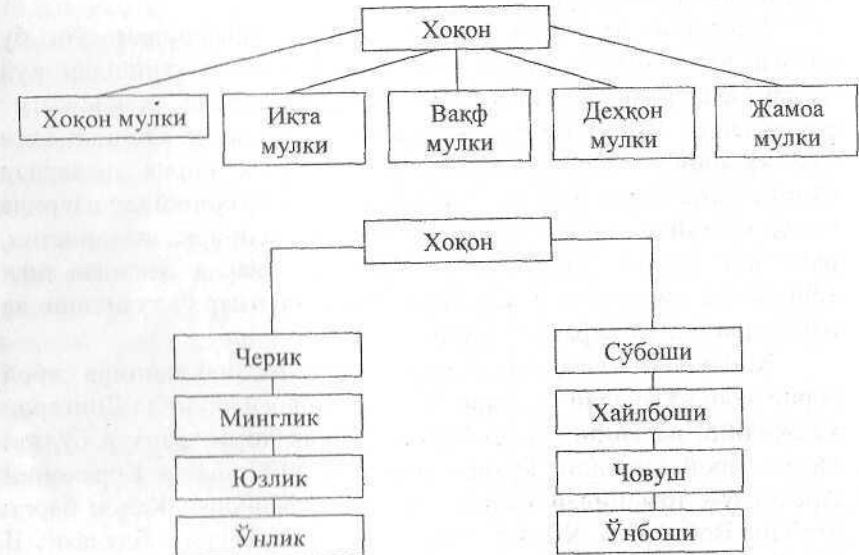 Хоқон
Хоқон мулки
Иқта
мулки
Вақф
мулки
Деҳқон
мулки
Жамоа
мулки
Хоқон
Черик
Минглик
Юзлик
Ўнлик
Сўбоши
Хайлбоши
Човуш
Ўнбоши